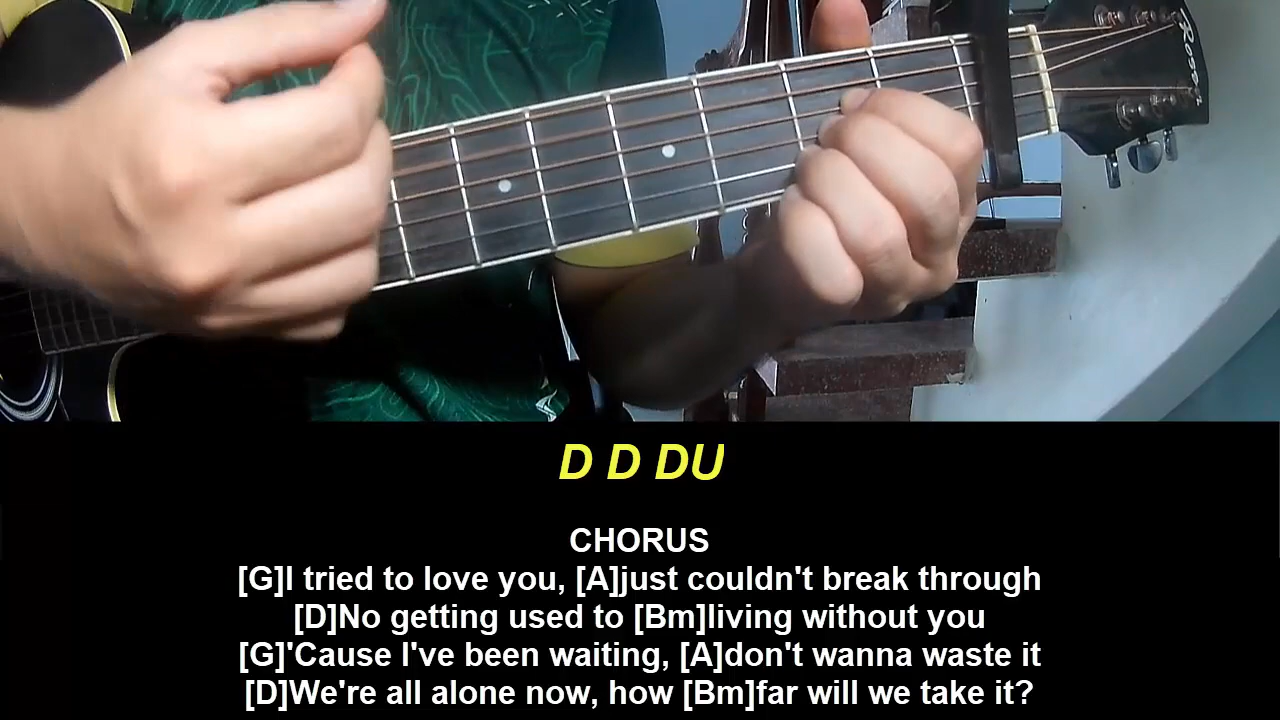 D D DU
CHORUS
[G]I tried to love you, [A]just couldn't break through
[D]No getting used to [Bm]living without you
[G]'Cause I've been waiting, [A]don't wanna waste it
[D]We're all alone now, how [Bm]far will we take it?